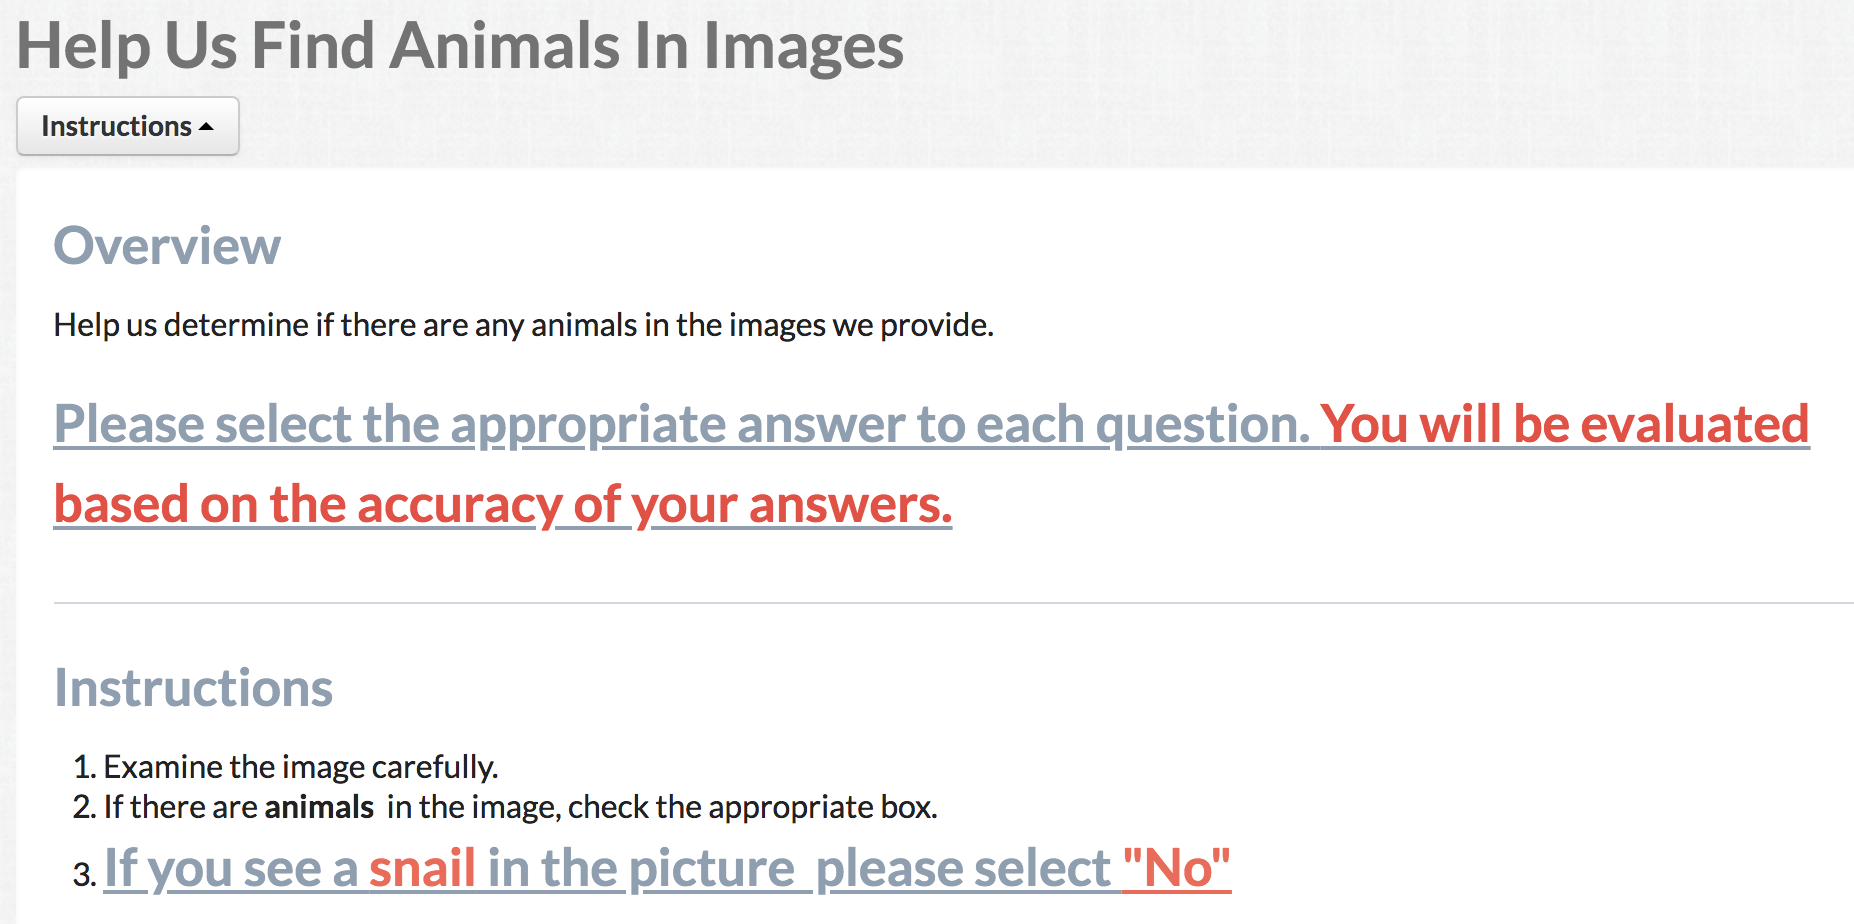 Help Us Find Animals In Images
Instructions
Overview
Help us determine if there are any animals in the images we provide.
Please select the appropriate answer to each question. You will be evaluated
based on the accuracy of your answers.
Instructions
1. Examine the image carefully.
2. If there are animals in the image, check the appropriate box.
3. If you see a snail in the picture please select "No"